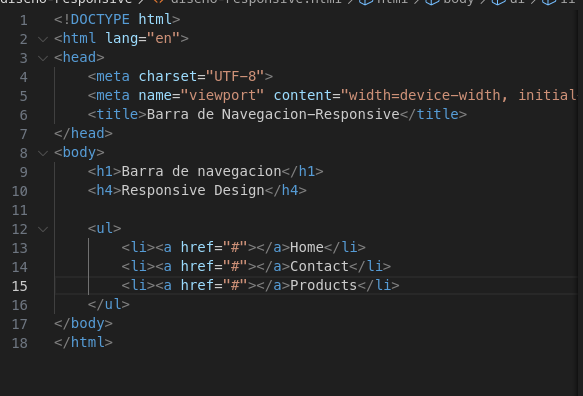 diseño-responsive > <> diseño-responsive.html > html > body > ul > li
1 <!DOCTYPE html>
2 <html lang="en">
3 <head>
4 <meta charset="UTF-8">
5 <meta name="viewport" content="width=device-width, initial
6 <title>Barra de Navegacion-Responsive</title>
7 </head>
8 <body>
9 <h1>Barra de navegacion</h1>
10 <h4>Responsive Design</h4>
11
12 <ul>
13 <li><a href="#"></a>Home</li>
14 <li><a href="#"></a>Contact</li>
15 <li><a href="#"></a>Products</li>
16 </ul>
17 </body>
18 </html>